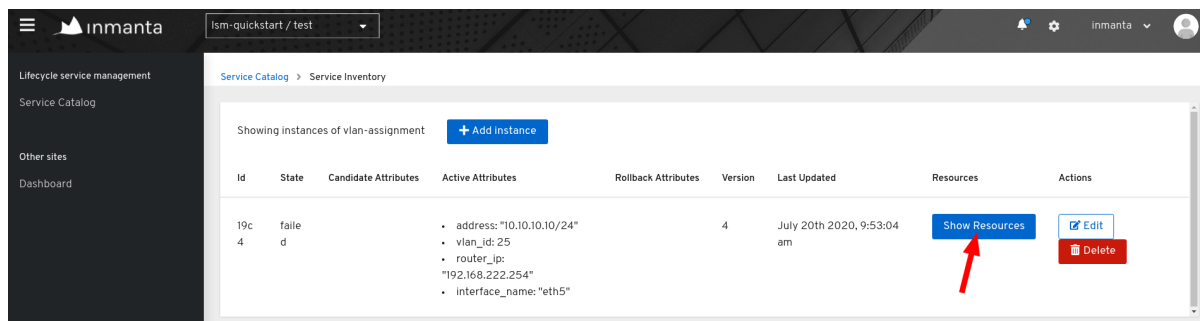 inmanta
lsm-quickstart / test
inmanta
Lifecycle service management
Service Catalog
Other sites
Dashboard
Service Catalog > Service Inventory
Showing instances of vlan-assignment
+ Add instance
Id State Candidate Attributes Active Attributes Rollback Attributes Version Last Updated Resources Actions
19c faile • address: "10.10.10.10/24" 4 July 20th 2020, 9:53:04 Show Resources Edit
4 d • vlan_id: 25 am
• router_ip: Delete
"192.168.222.254"
• interface_name: "eth5"